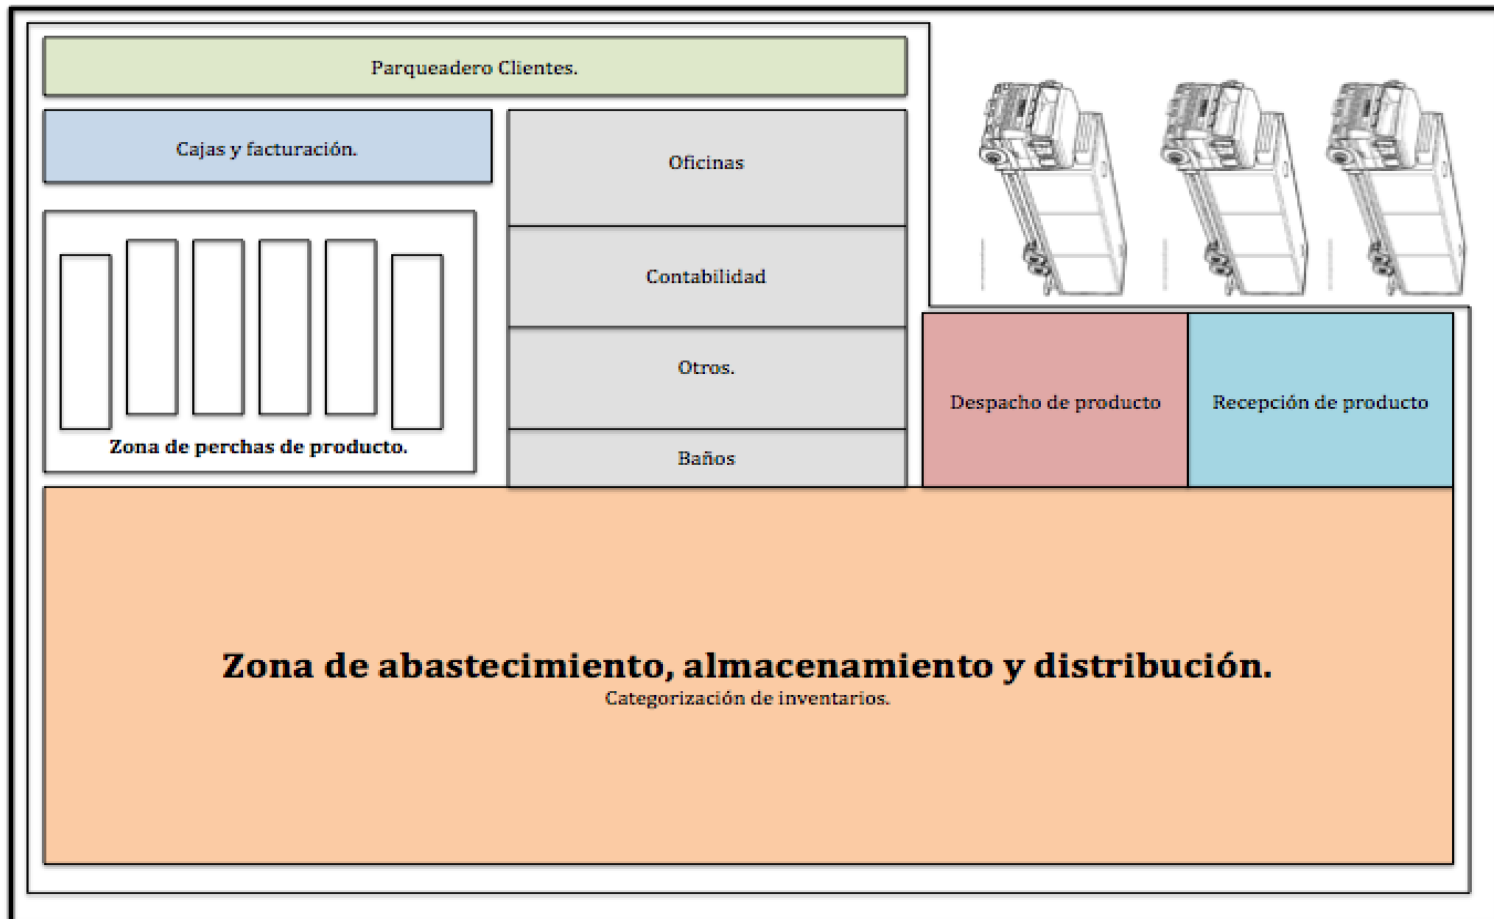 Parqueadero Clientes.
Cajas y facturación.
Oficinas
Contabilidad
Otros.
Baños
Zona de perchas de producto.
Despacho de producto
Recepción de producto
Zona de abastecimiento, almacenamiento y distribución.
Categorización de inventarios.